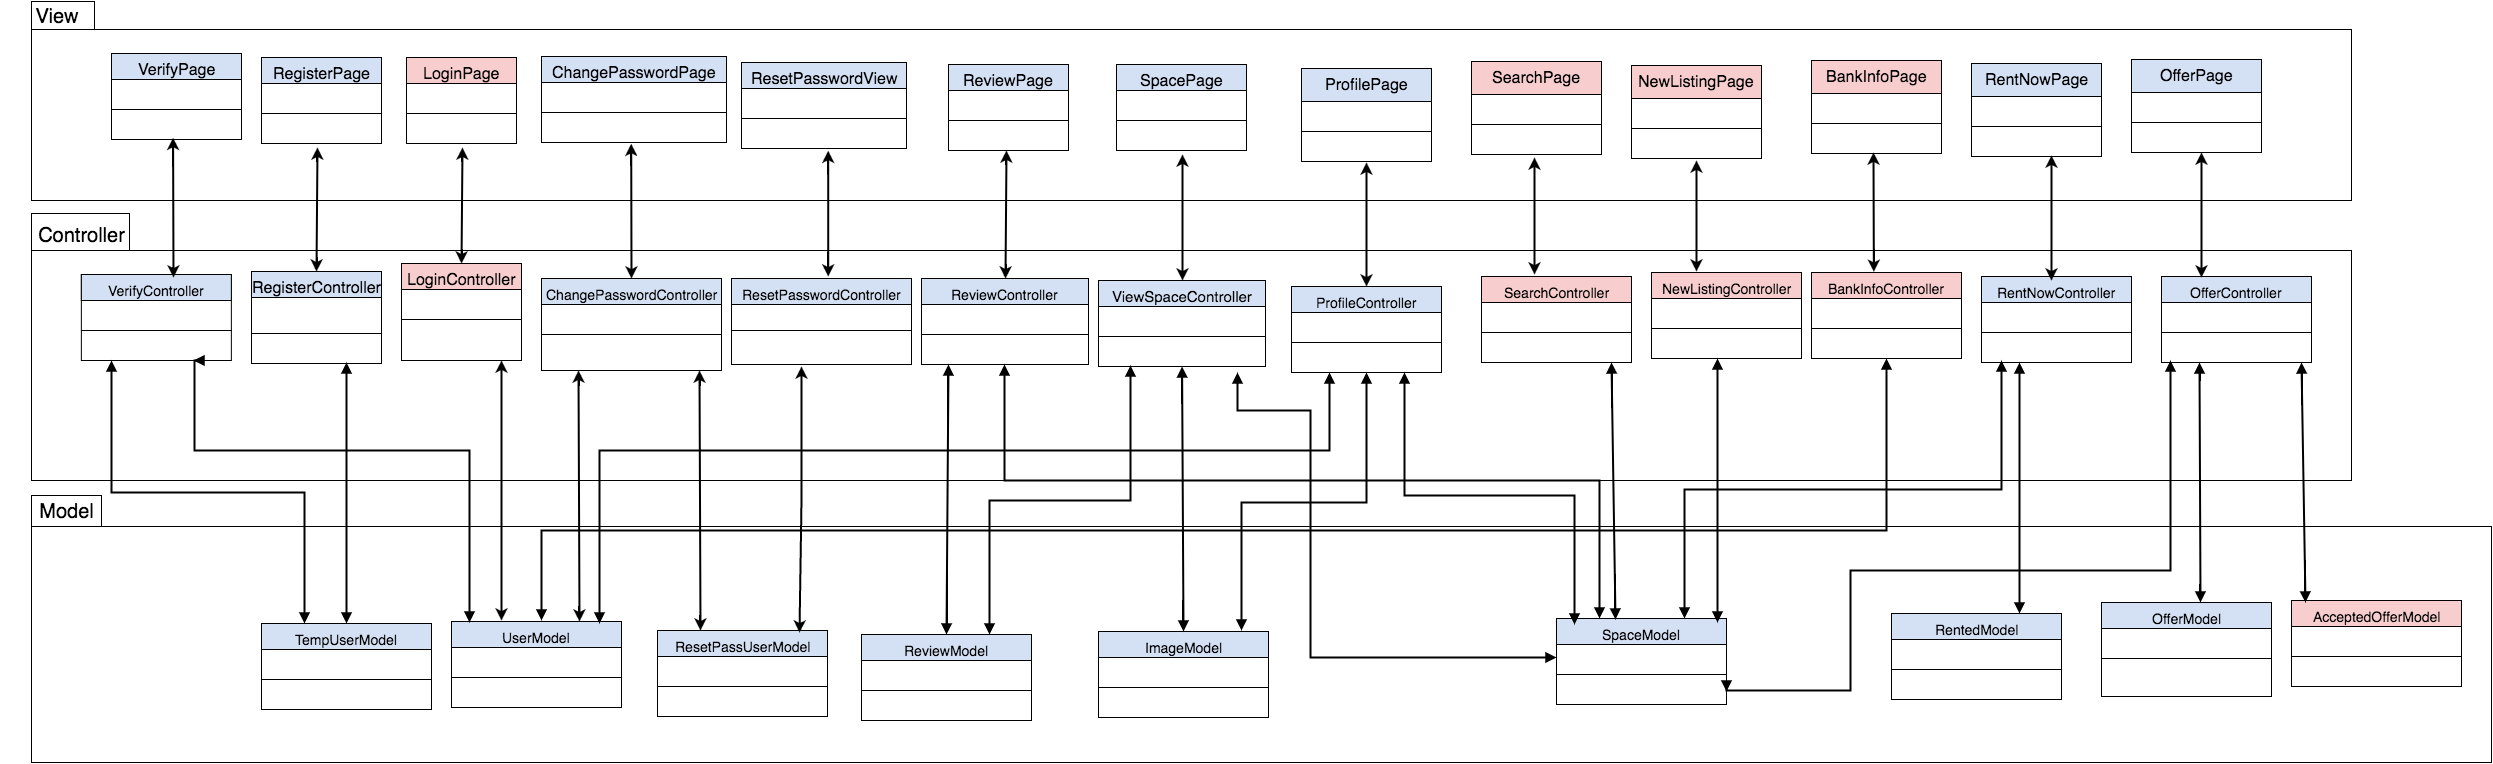 View
VerifyPage
RegisterPage
LoginPage
ChangePasswordPage
ResetPasswordView
ReviewPage
SpacePage
ProfilePage
SearchPage
NewListingPage
BankInfoPage
RentNowPage
OfferPage
Controller
VerifyController
RegisterController
LoginController
ChangePasswordController
ResetPasswordController
ReviewController
ViewSpaceController
ProfileController
SearchController
NewListingController
BankInfoController
RentNowController
OfferController
Model
TempUserModel
UserModel
ResetPassUserModel
ReviewModel
ImageModel
SpaceModel
RentedModel
OfferModel
AcceptedOfferModel